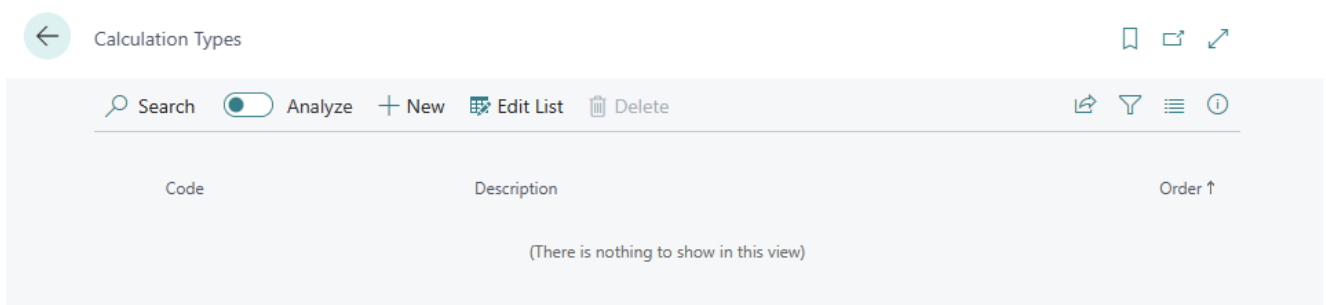 Calculation Types
Search Analyze New Edit List Delete
Code Description Order ↑
(There is nothing to show in this view)